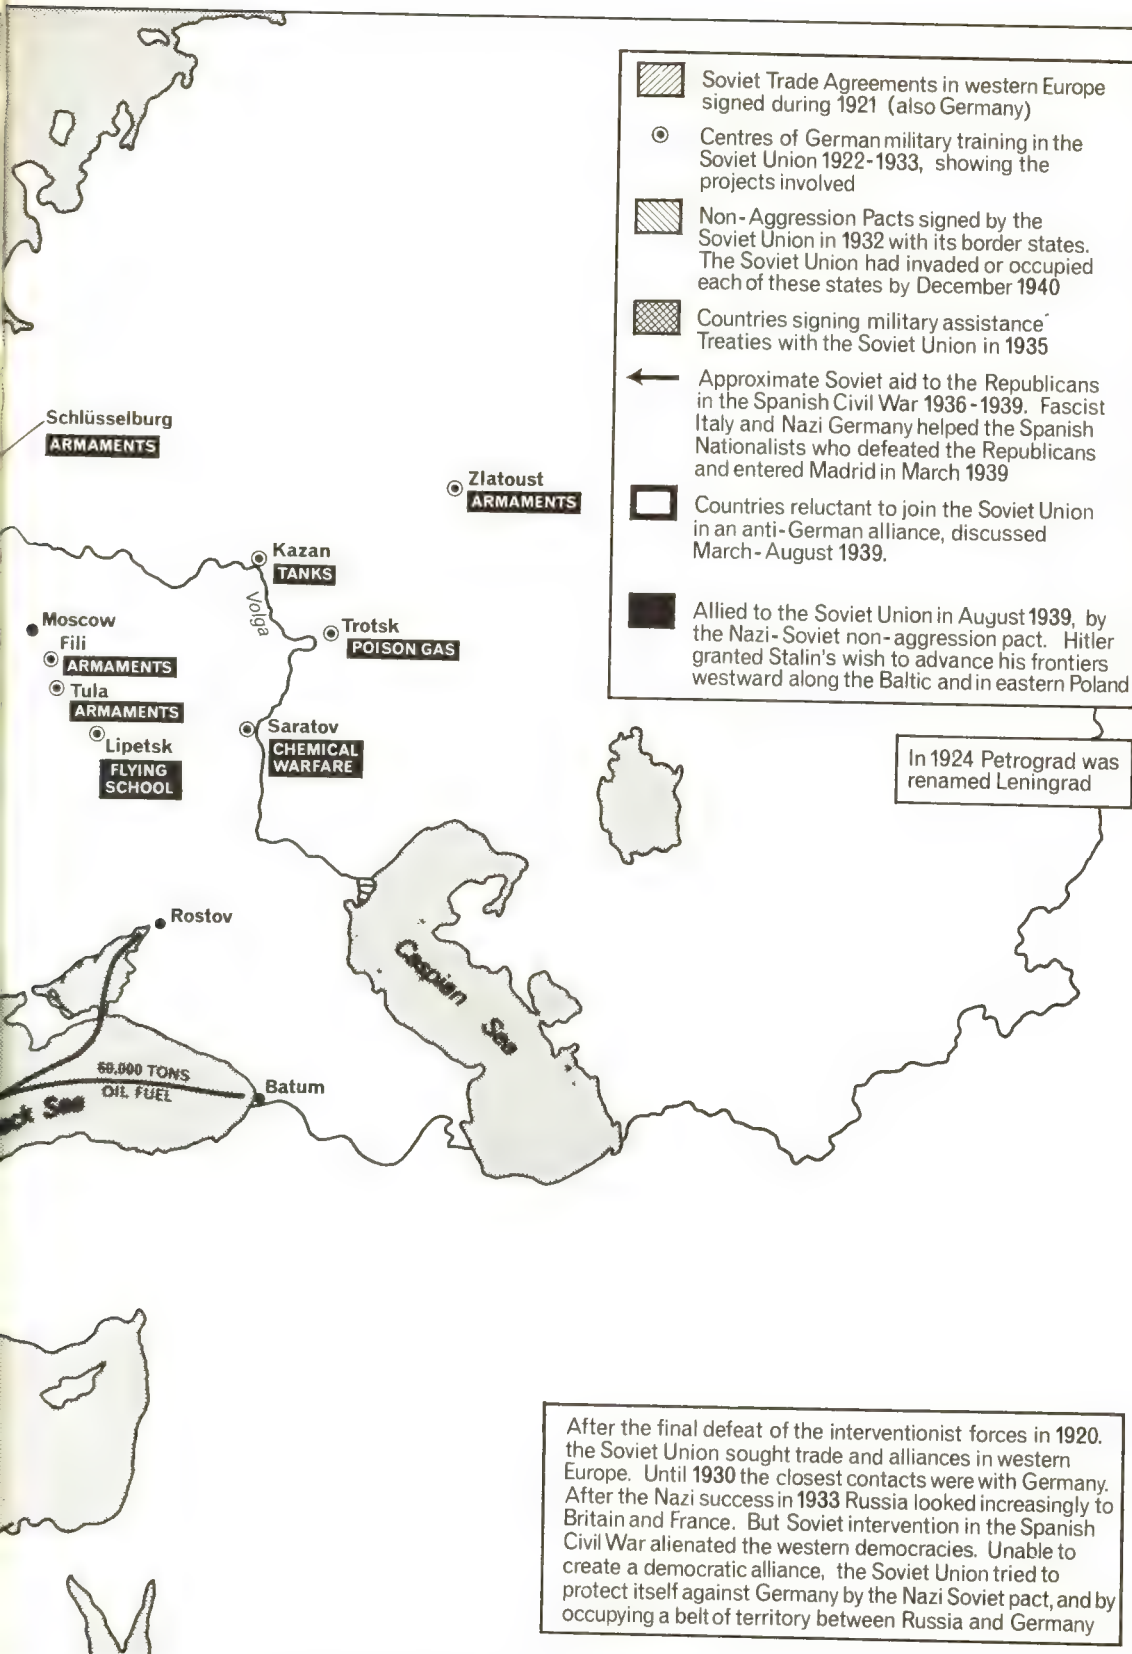 Soviet Trade Agreements in western Europe
signed during 1921 (also Germany)
Centres of German military training in the
Soviet Union 1922-1933, showing the
projects involved
Non-Aggression Pacts signed by the
Soviet Union in 1932 with its border states.
The Soviet Union had invaded or occupied
each of these states by December 1940
Countries signing military assistance
Treaties with the Soviet Union in 1935
Approximate Soviet aid to the Republicans
in the Spanish Civil War 1936-1939. Fascist
Italy and Nazi Germany helped the Spanish
Nationalists who defeated the Republicans
and entered Madrid in March 1939
Countries reluctant to join the Soviet Union
in an anti-German alliance, discussed
March-August 1939.
Allied to the Soviet Union in August 1939, by
the Nazi-Soviet non-aggression pact. Hitler
granted Stalin's wish to advance his frontiers
westward along the Baltic and in eastern Poland
Schlüsselburg
ARMAMENTS
Zlatoust
ARMAMENTS
Kazan
TANKS
Volga
Moscow
Trotsk
POISON GAS
Fili
ARMAMENTS
Tula
ARMAMENTS
Saratov
CHEMICAL
WARFARE
Lipetsk
FLYING
SCHOOL
In 1924 Petrograd was
renamed Leningrad
Rostov
Caspian Sea
TONS
OIL FUEL
Batum
Sea
After the final defeat of the interventionist forces in 1920.
the Soviet Union sought trade and alliances in western
Europe. Until 1930 the closest contacts were with Germany.
After the Nazi success in 1933 Russia looked increasingly to
Britain and France. But Soviet intervention in the Spanish
Civil War alienated the western democracies. Unable to
create a democratic alliance, the Soviet Union tried to
protect itself against Germany by the Nazi Soviet pact, and by
occupying a belt of territory between Russia and Germany